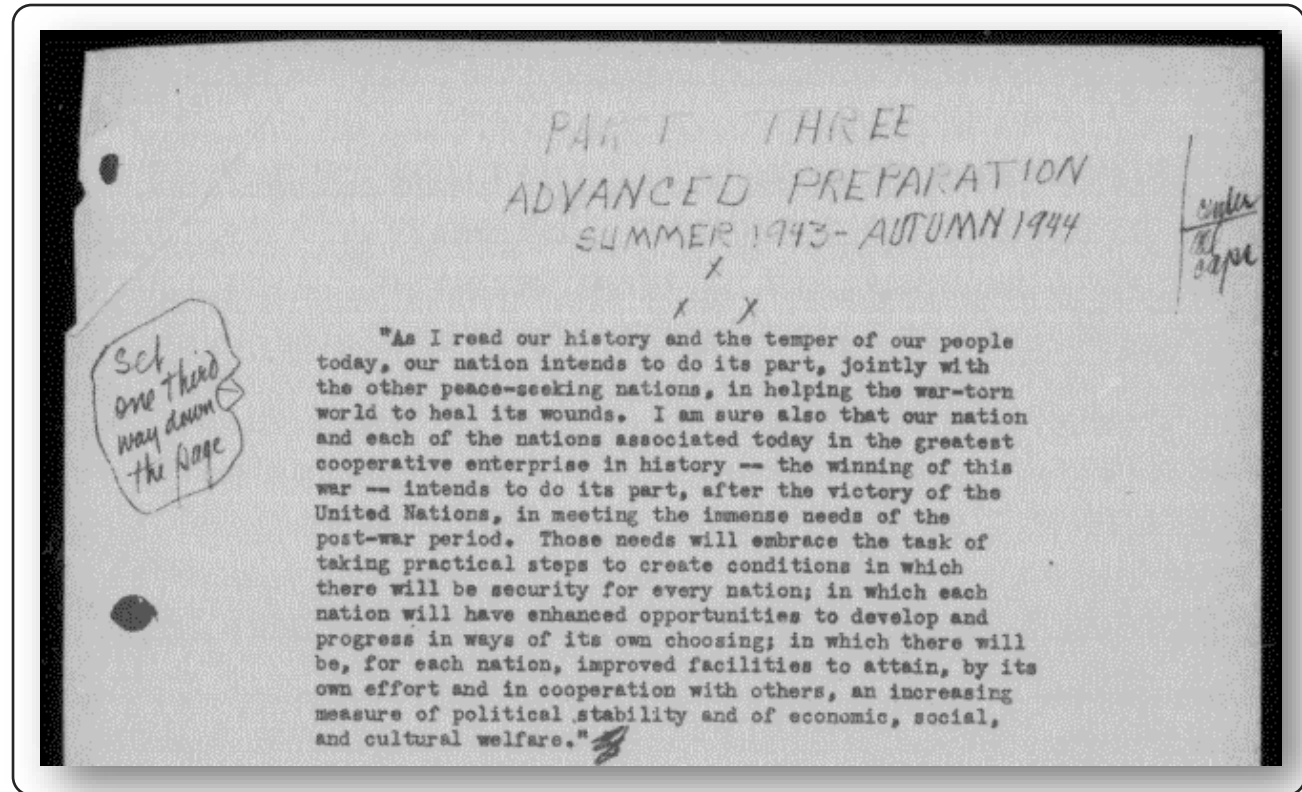 PART THREE
ADVANCED PREPARATION
SUMMER 1943 - AUTUMN 1944
x
x x
center
all
caps
Set
one third
way down
the page
"As I read our history and the temper of our people
today, our nation intends to do its part, jointly with
the other peace-seeking nations, in helping the war-torn
world to heal its wounds. I am sure also that our nation
and each of the nations associated today in the greatest
cooperative enterprise in history -- the winning of this
war -- intends to do its part, after the victory of the
United Nations, in meeting the immense needs of the
post-war period. Those needs will embrace the task of
taking practical steps to create conditions in which
there will be security for every nation; in which each
nation will have enhanced opportunities to develop and
progress in ways of its own choosing; in which there will
be, for each nation, improved facilities to attain, by its
own effort and in cooperation with others, an increasing
measure of political stability and of economic, social,
and cultural welfare."